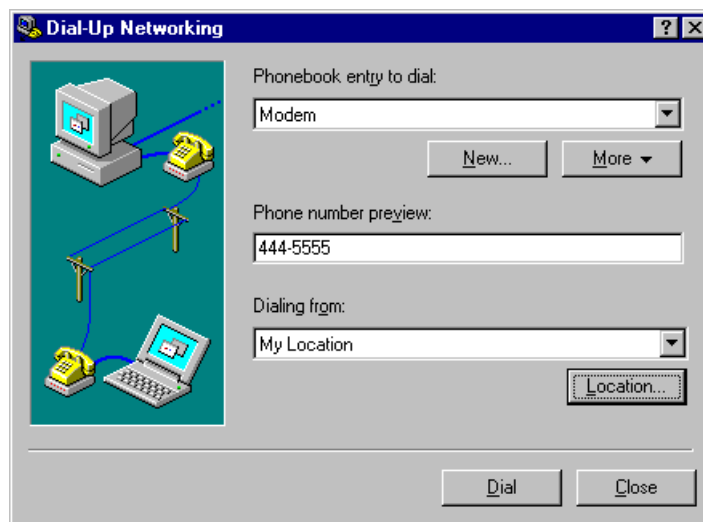 Dial-Up Networking
Phonebook entry to dial:
Modem
New...
More
Phone number preview:
444-5555
Dialing from:
My Location
Location...
Dial
Close